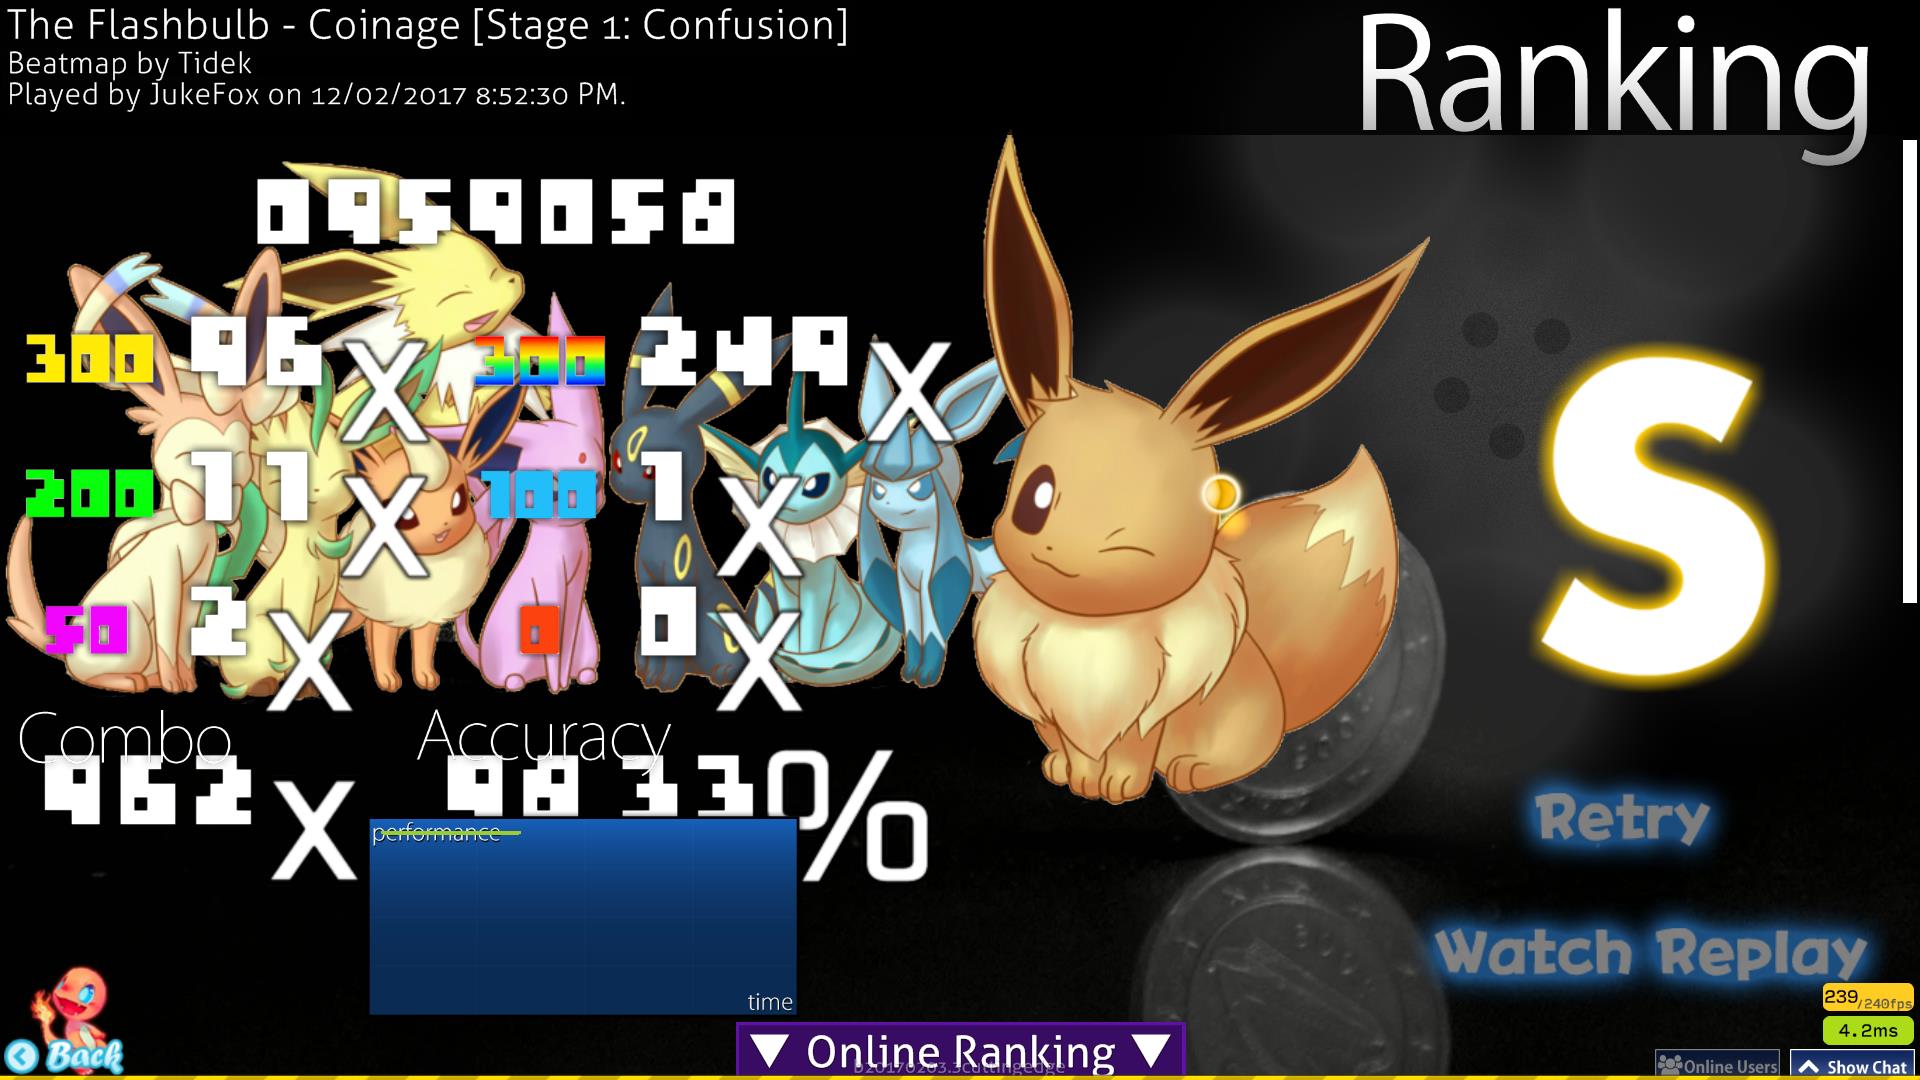 The Flashbulb - Coinage [Stage 1: Confusion]
Beatmap by Tidek
Played by JukeFox on 12/02/2017 8:52:30 PM.
Ranking
0959058
300 96x 300 249x
200 11x 100 1x
50 2x 0 0x
S
Combo Accuracy
962x 98 33%
performance
time
Retry
Watch Replay
239/240fps
4.2ms
Back
▼ Online Ranking ▼
b20170203.3cuttingedge
Online Users
Show Chat